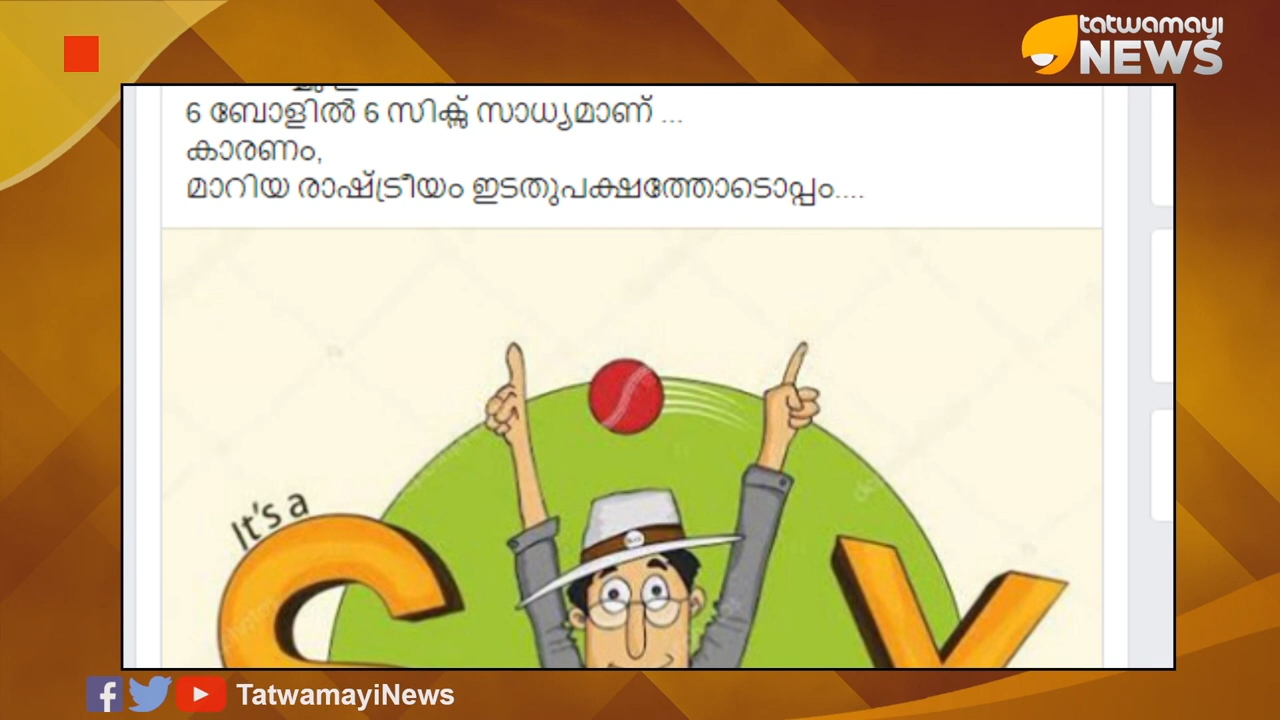 tatwamayi
NEWS
6 ബോളിൽ 6 സിക്സ് സാധ്യമാണ് ...
കാരണം,
മാറിയ രാഷ്ട്രീയം ഇടതുപക്ഷത്തോടൊപ്പം....
It's a
S X
TatwamayiNews